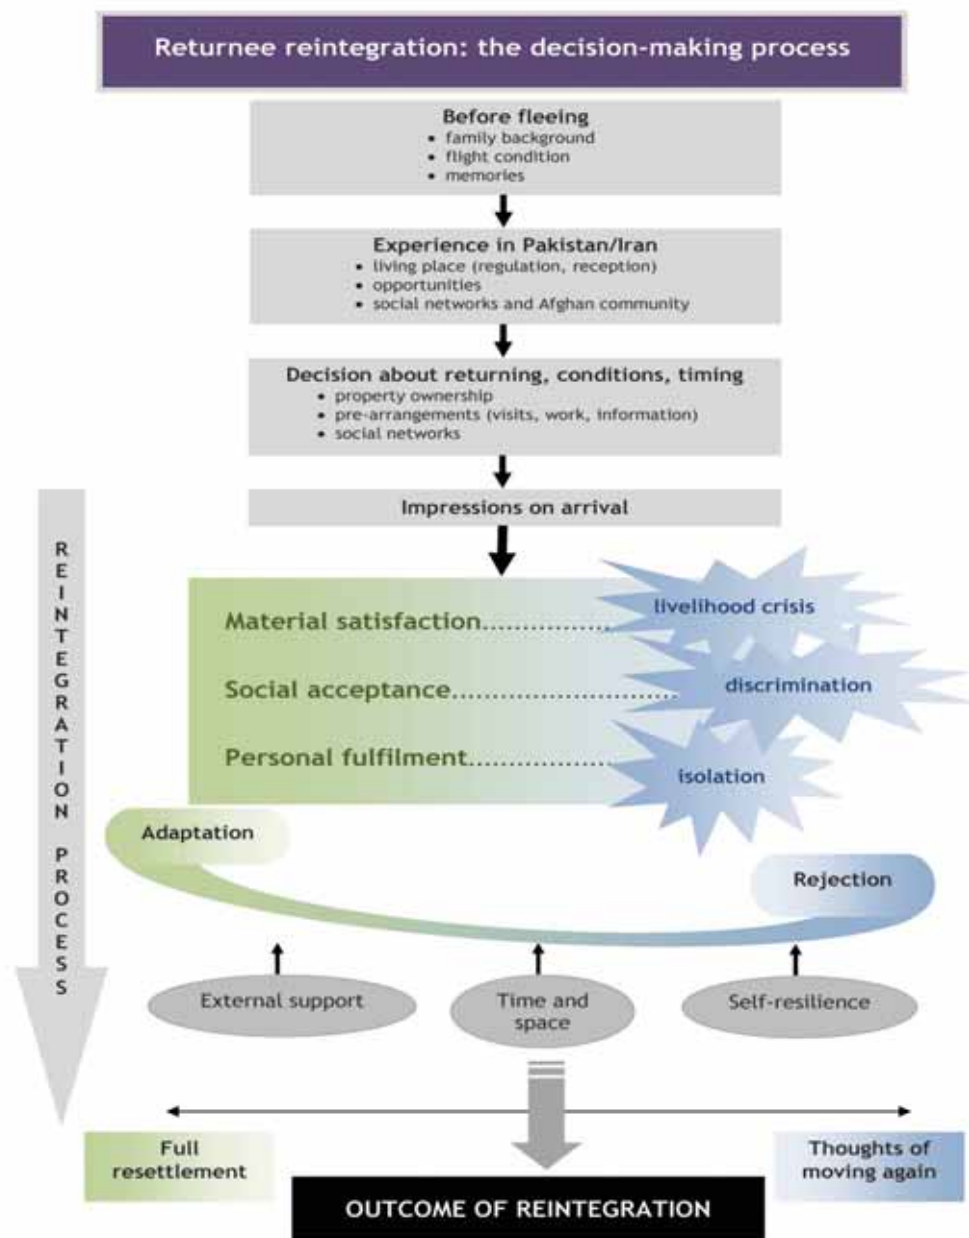 Returnee reintegration: the decision-making process
Before fleeing
• family background
• flight condition
• memories
Experience in Pakistan/Iran
• living place (regulation, reception)
• opportunities
• social networks and Afghan community
Decision about returning, conditions, timing
• property ownership
• pre-arrangements (visits, work, information)
• social networks
Impressions on arrival
REINTEGRATION PROCESS
Material satisfaction..............
livelihood crisis
Social acceptance.........................
discrimination
Personal fulfilment................
isolation
Adaptation
Rejection
External support
Time and
space
Self-resilience
Full
resettlement
Thoughts of
moving again
OUTCOME OF REINTEGRATION